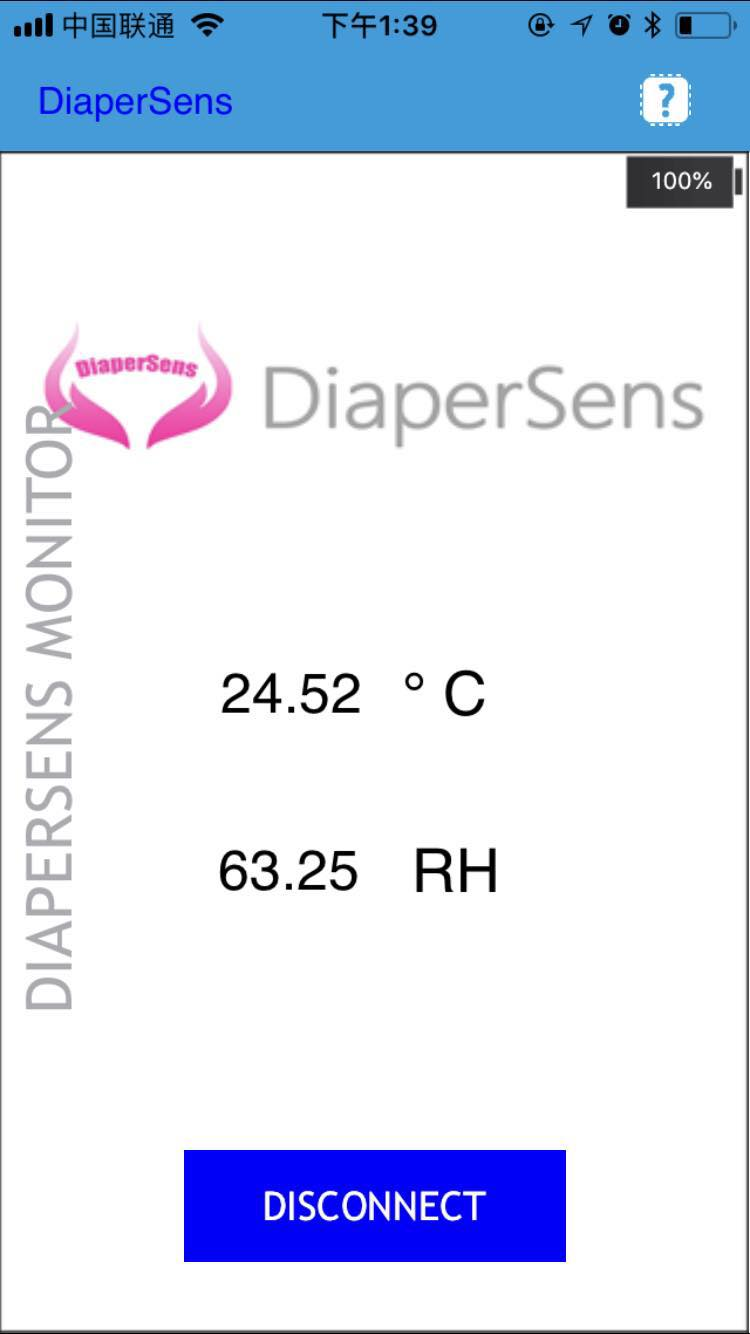 中国联通
下午1:39
DiaperSens
?
100%
DiaperSens
DiaperSens
DIAPERSENS MONITOR
24.52 ° C
63.25 RH
DISCONNECT